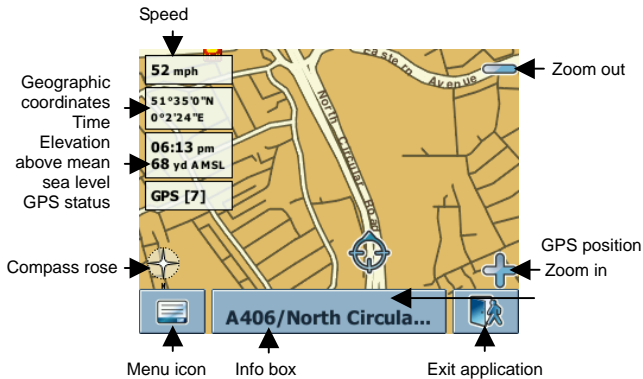 Speed
Geographic
coordinates
Time
Elevation
above mean
sea level
GPS status
Compass rose
52 mph
51°35'0"N
0°2'24"E
06:13 pm
68 yd AMSL
GPS [7]
Eastern Avenue
North Circular Road
N
A406/North Circula...
Zoom out
GPS position
Zoom in
Menu icon
Info box
Exit application